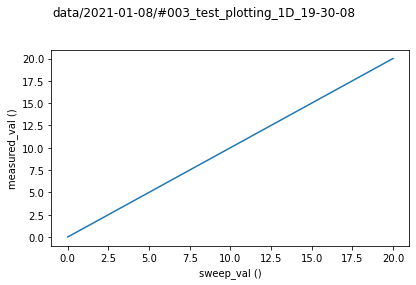 data/2021-01-08/#003_test_plotting_1D_19-30-08
20.0
17.5
15.0
12.5
10.0
7.5
5.0
2.5
0.0
measured_val ()
0.0 2.5 5.0 7.5 10.0 12.5 15.0 17.5 20.0
sweep_val ()